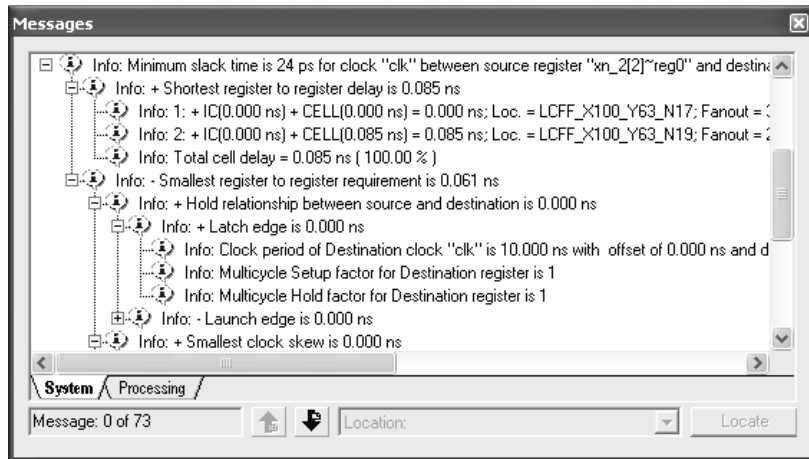 Messages
Info: Minimum slack time is 24 ps for clock "clk" between source register "xn_2[2]~reg0" and
Info: + Shortest register to register delay is 0.085 ns
Info: 1: + IC(0.000 ns) + CELL(0.000 ns) = 0.000 ns; Loc. = LCFF_X100_Y63_N17; Fanout =
Info: 2: + IC(0.000 ns) + CELL(0.085 ns) = 0.085 ns; Loc. = LCFF_X100_Y63_N19; Fanout =
Info: Total cell delay = 0.085 ns ( 100.00 % )
Info: - Smallest register to register requirement is 0.061 ns
Info: + Hold relationship between source and destination is 0.000 ns
Info: + Latch edge is 0.000 ns
Info: Clock period of Destination clock "clk" is 10.000 ns with offset of 0.000 ns and d
Info: Multicycle Setup factor for Destination register is 1
Info: Multicycle Hold factor for Destination register is 1
Info: - Launch edge is 0.000 ns
Info: + Smallest clock skew is 0.000 ns
System Processing
Message: 0 of 73 Location: Locate